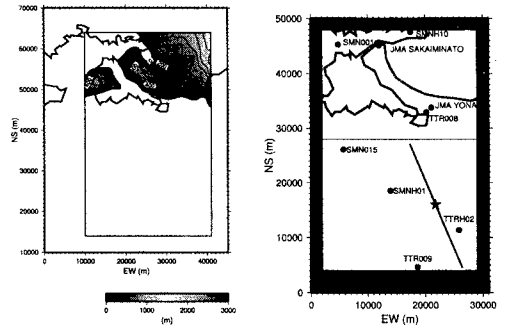 70000
60000
50000
40000
30000
20000
10000
NS (m)
0 10000 20000 30000 40000
EW (m)
0 1000 2000 3000
(m)
50000
40000
30000
20000
10000
0
NS (m)
SMNH10
SMN001
JMA SAKAIMINATO
JMA YONA
TTR008
SMN015
SMNH01
TTRH02
TTR009
0 10000 20000 30000
EW (m)